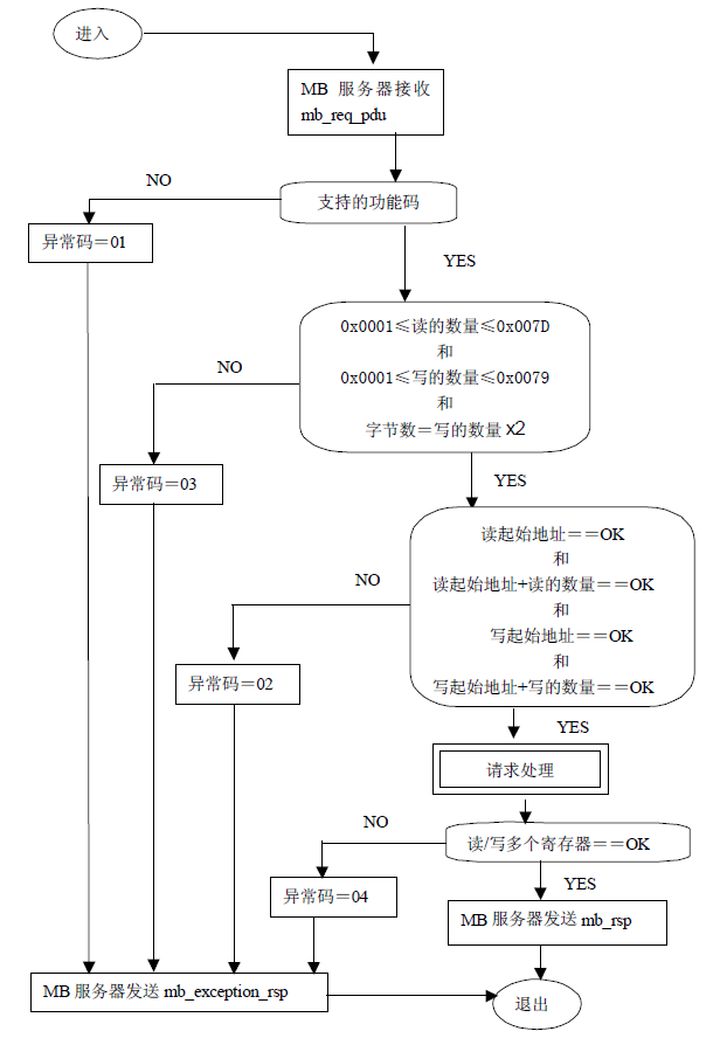 进入
MB 服务器接收
mb_req_pdu
NO
支持的功能码
异常码＝01
YES
0x0001≤读的数量≤0x007D
和
0x0001≤写的数量≤0x0079
和
字节数＝写的数量 x2
NO
异常码＝03
YES
读起始地址＝＝OK
和
读起始地址+读的数量＝＝OK
和
写起始地址＝＝OK
和
写起始地址+写的数量＝＝OK
NO
异常码＝02
YES
请求处理
NO
读/写多个寄存器＝＝OK
YES
异常码＝04
MB 服务器发送 mb_rsp
MB 服务器发送 mb_exception_rsp
退出